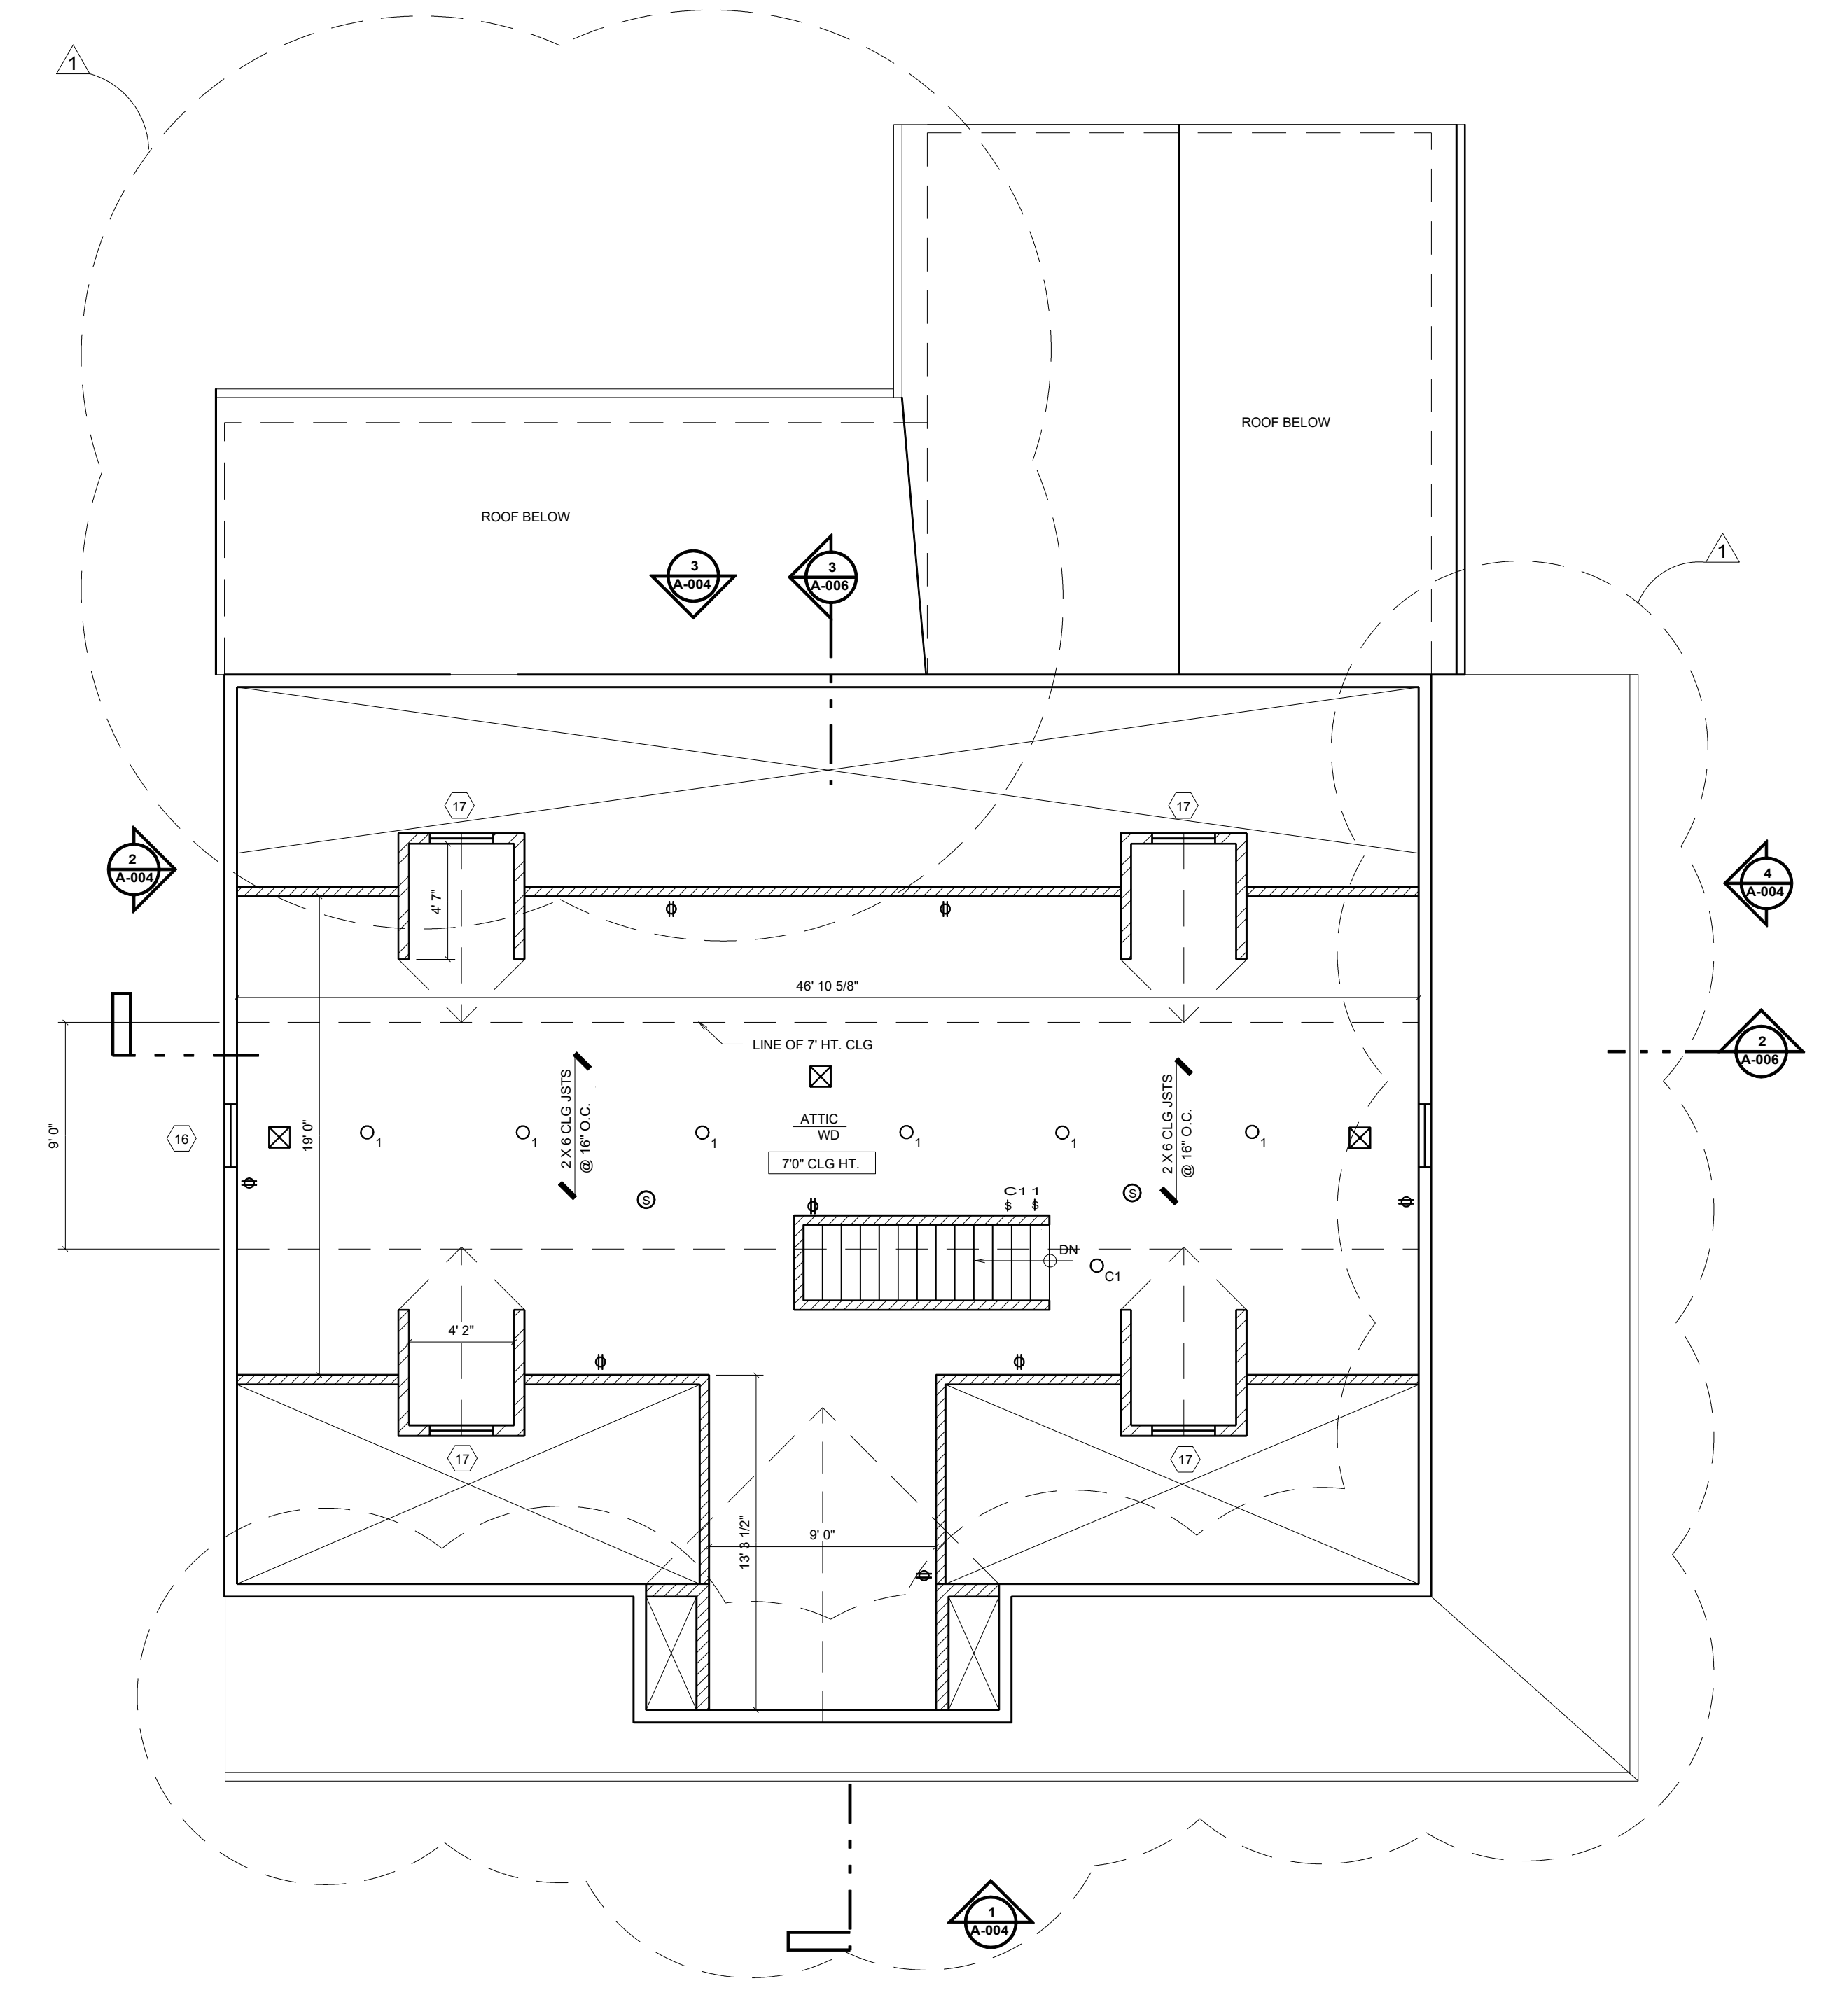 1
ROOF BELOW
ROOF BELOW
1
3
A-004
3
A-006
17
17
2
A-004
4
A-004
4' 7"
46' 10 5/8"
LINE OF 7' HT. CLG
2
A-006
2 X 6 CLG JSTS
@ 16" O.C.
2 X 6 CLG JSTS
@ 16" O.C.
9' 0"
16
19' 0"
1
1
1
ATTIC
WD
1
1
1
7'0" CLG HT.
S
S
C1 1
$ $
DN
C1
4' 2"
17
17
13' 3 1/2"
9' 0"
1
A-004